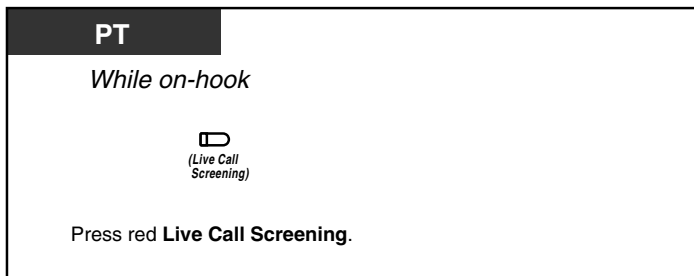 PT
While on-hook
(Live Call
Screening)
Press red Live Call Screening.